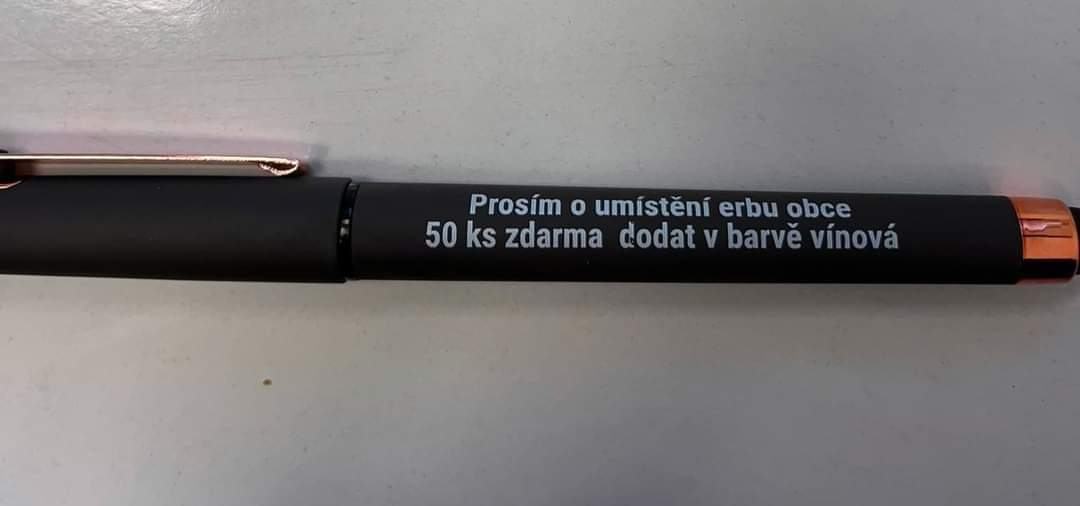 Prosím o umístění erbu obce
50 ks zdarma dodat v barvě vínová